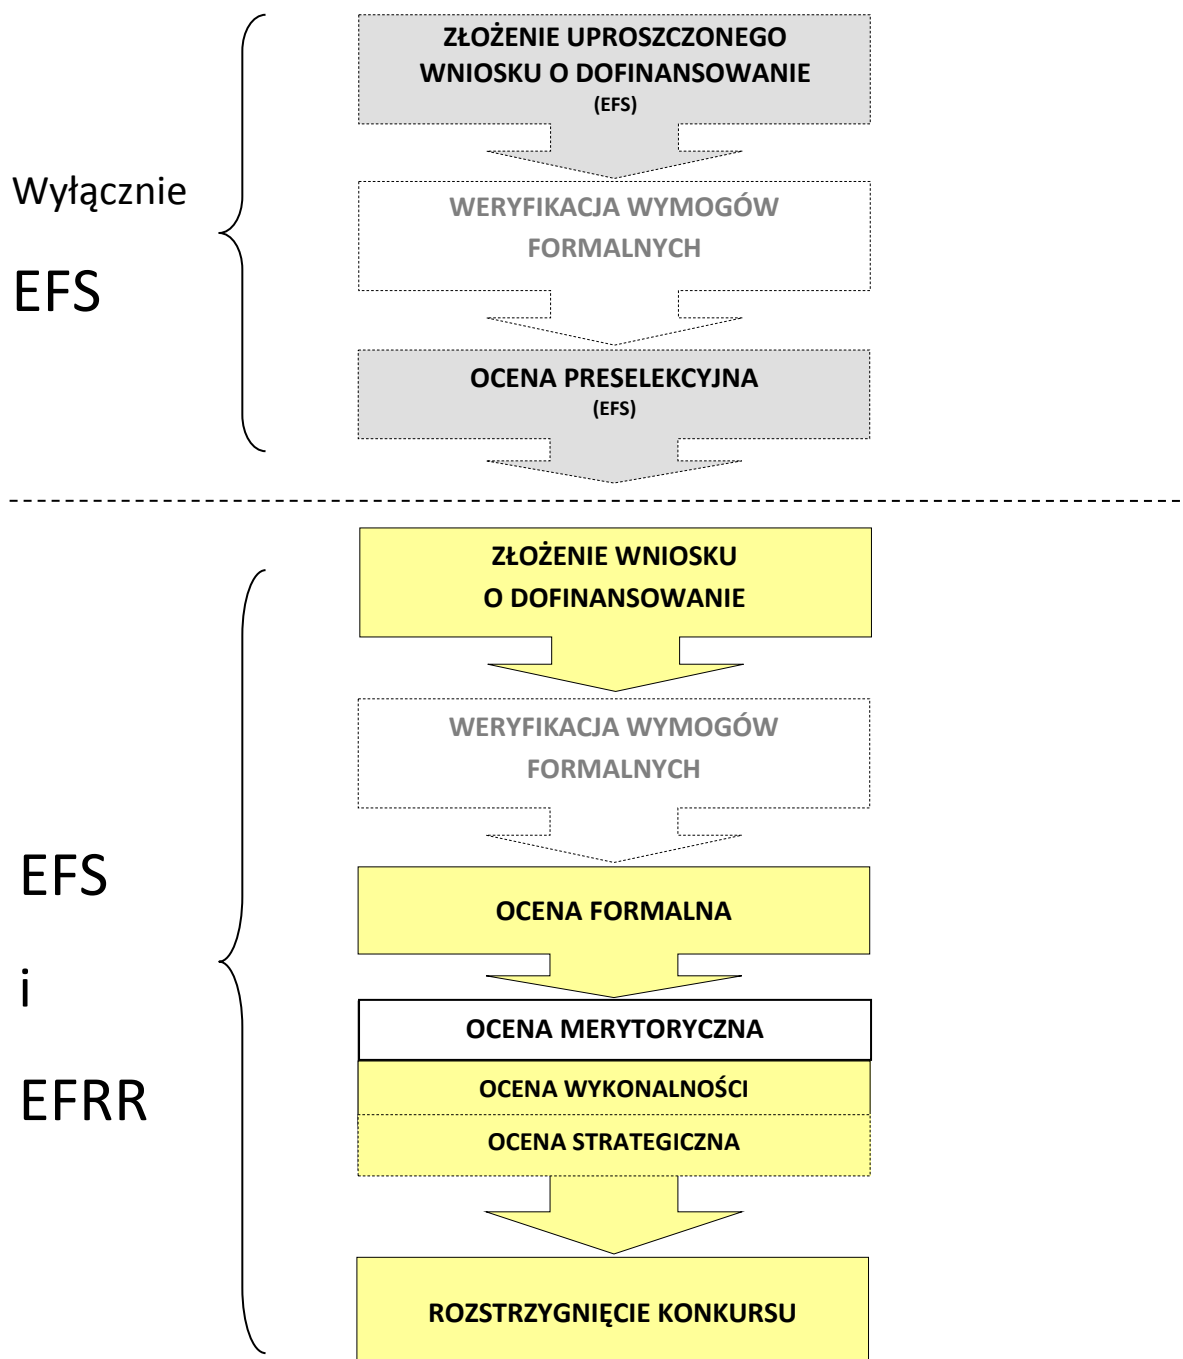 ZŁOŻENIE UPROSZCZONEGO
WNIOSKU O DOFINANSOWANIE
(EFS)
Wyłącznie
EFS
WERYFIKACJA WYMOGÓW
FORMALNYCH
OCENA PRESELEKCYJNA
(EFS)
ZŁOŻENIE WNIOSKU
O DOFINANSOWANIE
WERYFIKACJA WYMOGÓW
FORMALNYCH
EFS
i
EFRR
OCENA FORMALNA
OCENA MERYTORYCZNA
OCENA WYKONALNOŚCI
OCENA STRATEGICZNA
ROZSTRZYGNIĘCIE KONKURSU